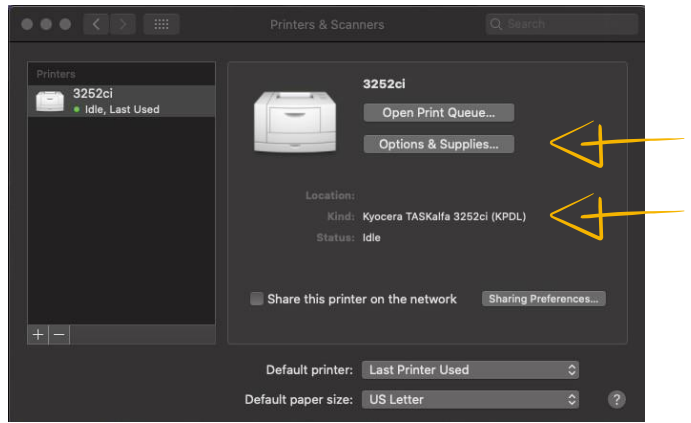 Printers & Scanners
Search
Printers
3252ci
Idle, Last Used
3252ci
Open Print Queue...
Options & Supplies...
Location:
Kind: Kyocera TASKalfa 3252ci (KPDL)
Status: Idle
Share this printer on the network
Sharing Preferences...
+ −
Default printer: Last Printer Used
Default paper size: US Letter
?